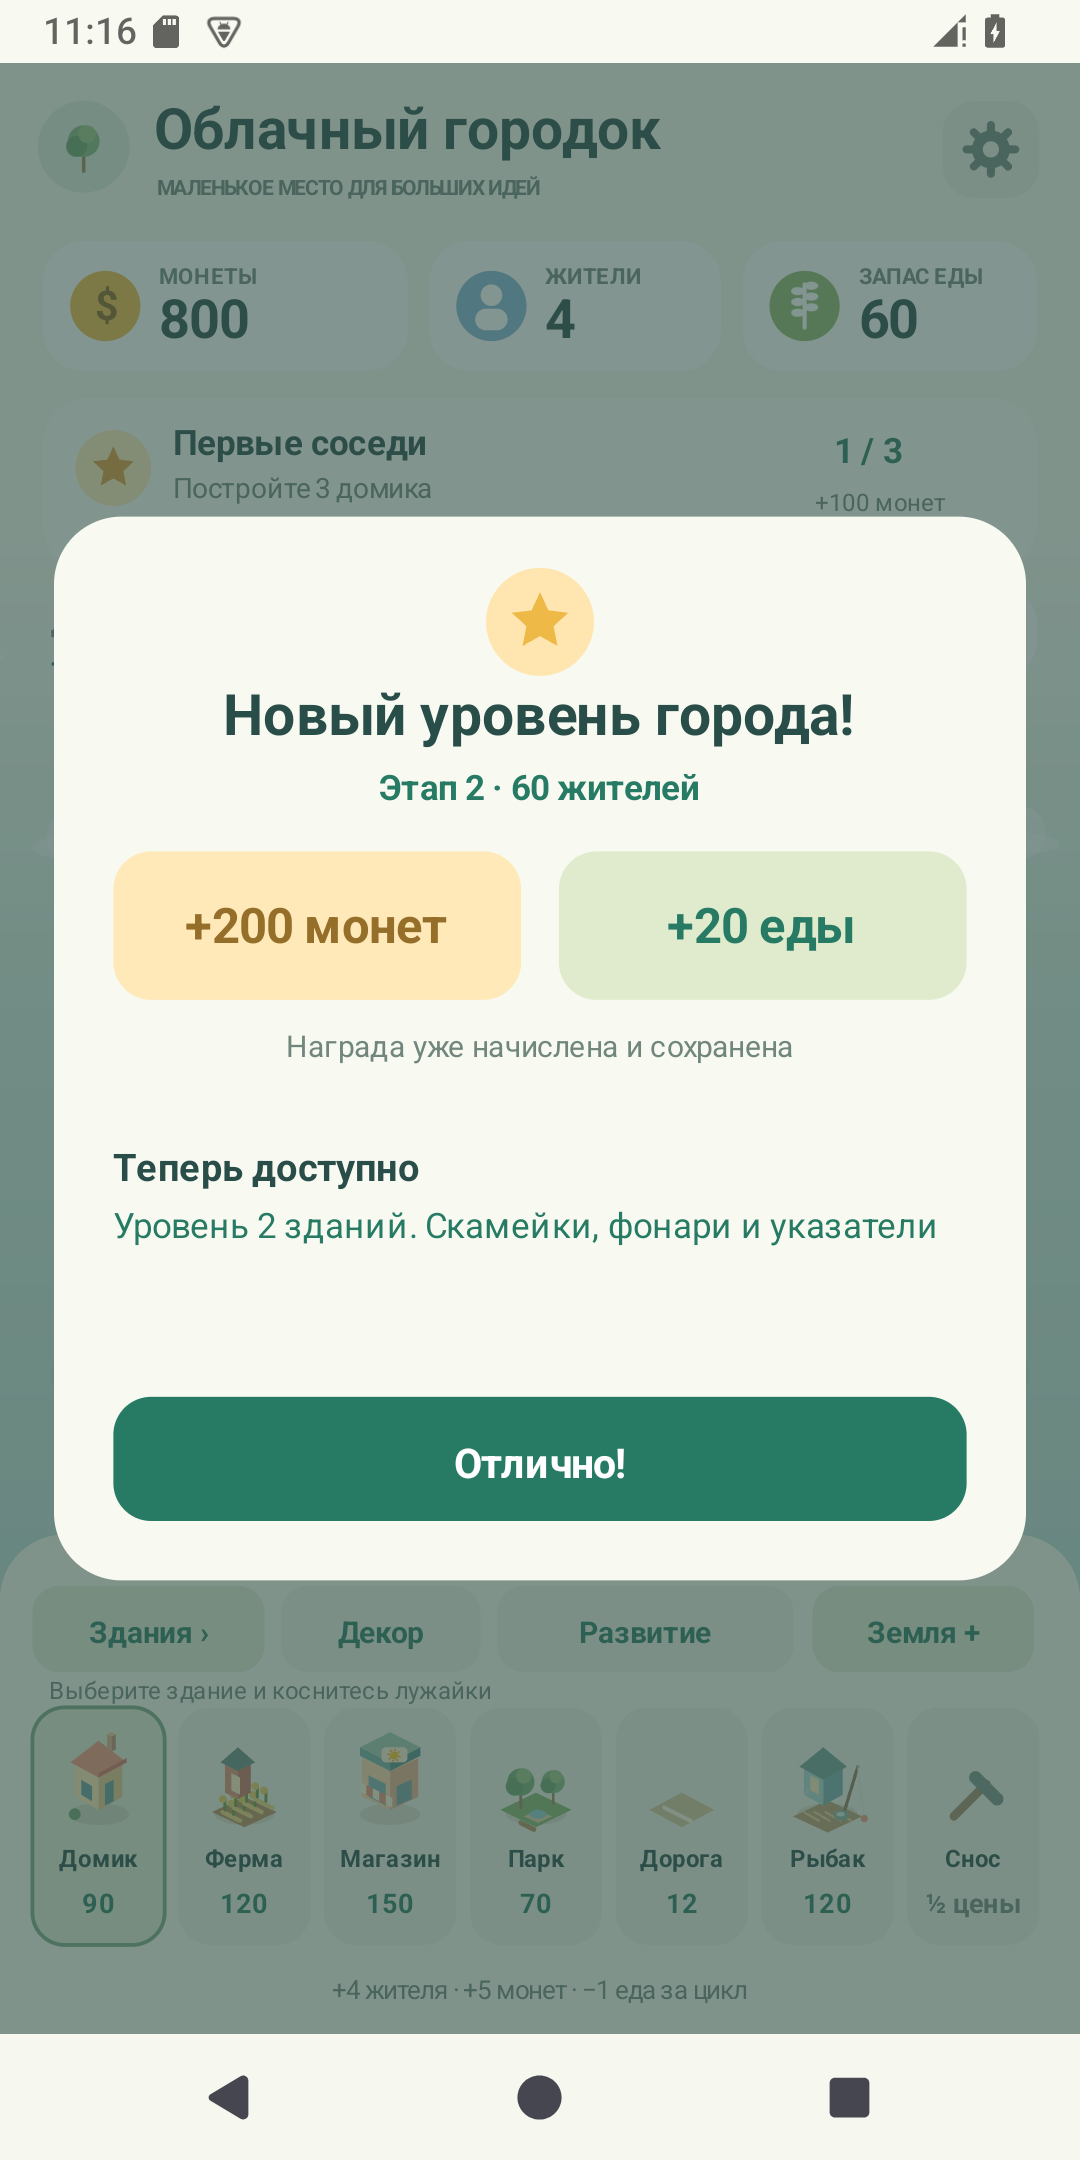 11:16
Облачный городок
МАЛЕНЬКОЕ МЕСТО ДЛЯ БОЛЬШИХ ИДЕЙ
МОНЕТЫ
800
ЖИТЕЛИ
4
ЗАПАС ЕДЫ
60
Первые соседи
Постройте 3 домика
1 / 3
+100 монет
Новый уровень города!
Этап 2 · 60 жителей
+200 монет
+20 еды
Награда уже начислена и сохранена
Теперь доступно
Уровень 2 зданий. Скамейки, фонари и указатели
Отлично!
Здания ›
Декор
Развитие
Земля +
Выберите здание и коснитесь лужайки
Домик
90
Ферма
120
Магазин
150
Парк
70
Дорога
12
Рыбак
120
Снос
½ цены
+4 жителя · +5 монет · −1 еда за цикл